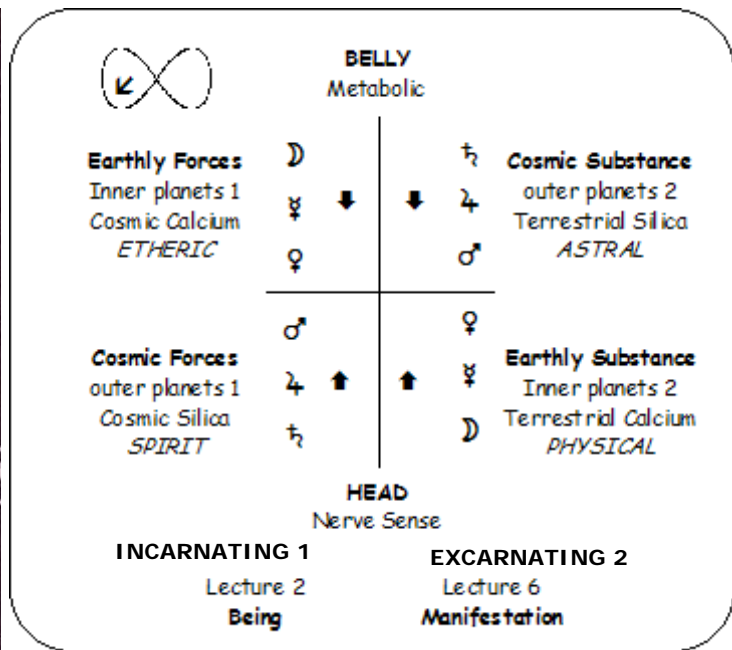 BELLY
Metabolic
Earthly Forces
Inner planets 1
Cosmic Calcium
ETHERIC
☽
☿
♀
♄
♃
♂
Cosmic Substance
outer planets 2
Terrestrial Silica
ASTRAL
Cosmic Forces
outer planets 1
Cosmic Silica
SPIRIT
♂
♃
♄
♀
☿
☽
Earthly Substance
Inner planets 2
Terrestrial Calcium
PHYSICAL
HEAD
Nerve Sense
INCARNATING 1
Lecture 2
Being
EXCARNATING 2
Lecture 6
Manifestation